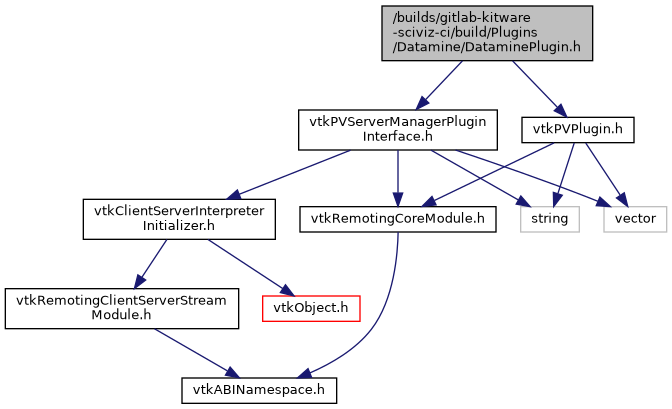 /builds/gitlab-kitware
-sciviz-ci/build/Plugins
/Datamine/DataminePlugin.h
vtkPVServerManagerPlugin
Interface.h
vtkPVPlugin.h
vtkClientServerInterpreter
Initializer.h
vtkRemotingCoreModule.h
string
vector
vtkRemotingClientServerStream
Module.h
vtkObject.h
vtkABINamespace.h